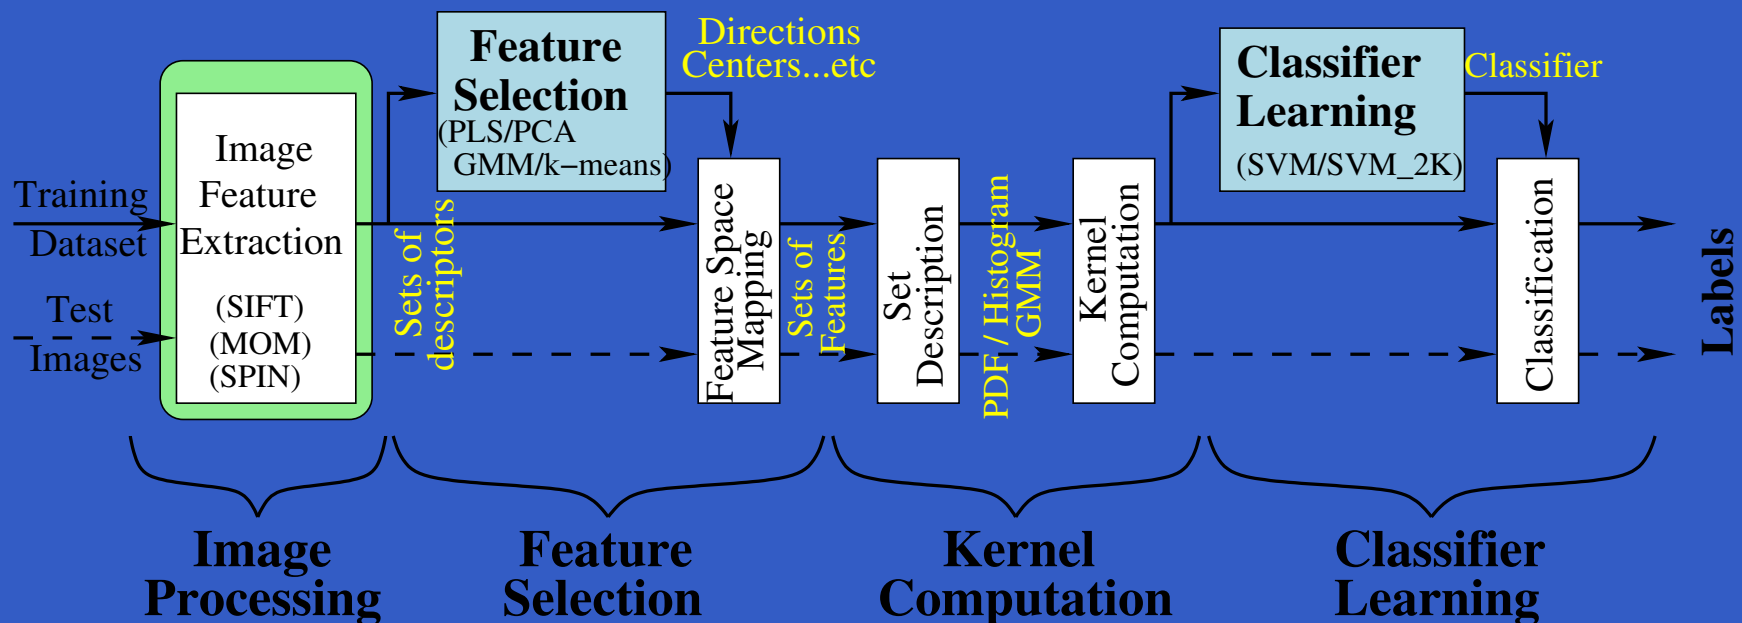 Training
Dataset
Test
Images
Image
Feature
Extraction
(SIFT)
(MOM)
(SPIN)
Sets of
descriptors
Feature
Selection
(PLS/PCA
GMM/k−means)
Directions
Centers...etc
Feature Space
Mapping
Sets of
Features
Set
Description
PDF / Histogram
GMM
Kernel
Computation
Classifier
Learning
(SVM/SVM_2K)
Classifier
Classification
Labels
Image
Processing
Feature
Selection
Kernel
Computation
Classifier
Learning